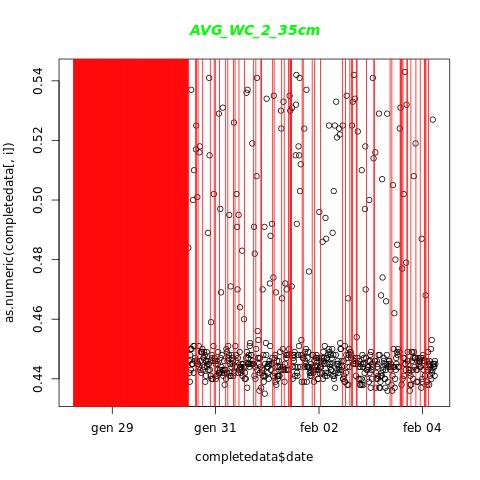 AVG_WC_2_35cm
as.numeric(completedata[, i])
0.54
0.52
0.50
0.48
0.46
0.44
gen 29
gen 31
feb 02
feb 04
completedata$date